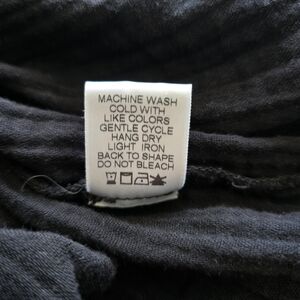 MACHINE WASH
COLD WITH
LIKE COLORS
GENTLE CYCLE
HANG DRY
LIGHT IRON
BACK TO SHAPE
DO NOT BLEACH